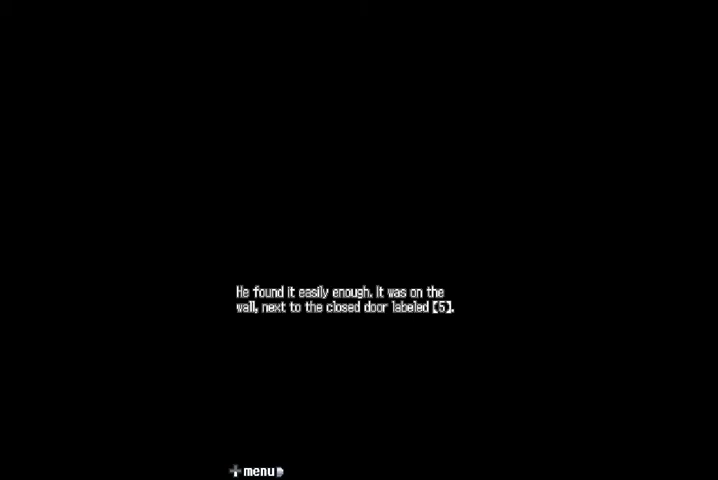 He found it easily enough. It was on the
wall, next to the closed door labeled [5].
menu